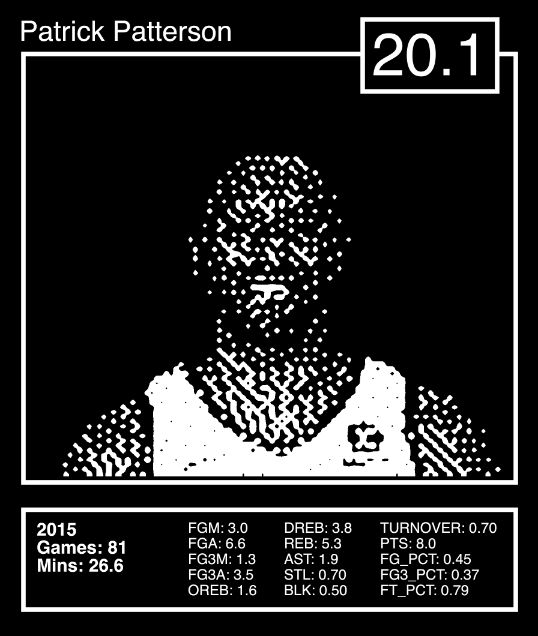 Patrick Patterson
20.1
2015
Games: 81
Mins: 26.6
FGM: 3.0
FGA: 6.6
FG3M: 1.3
FG3A: 3.5
OREB: 1.6
DREB: 3.8
REB: 5.3
AST: 1.9
STL: 0.70
BLK: 0.50
TURNOVER: 0.70
PTS: 8.0
FG_PCT: 0.45
FG3_PCT: 0.37
FT_PCT: 0.79